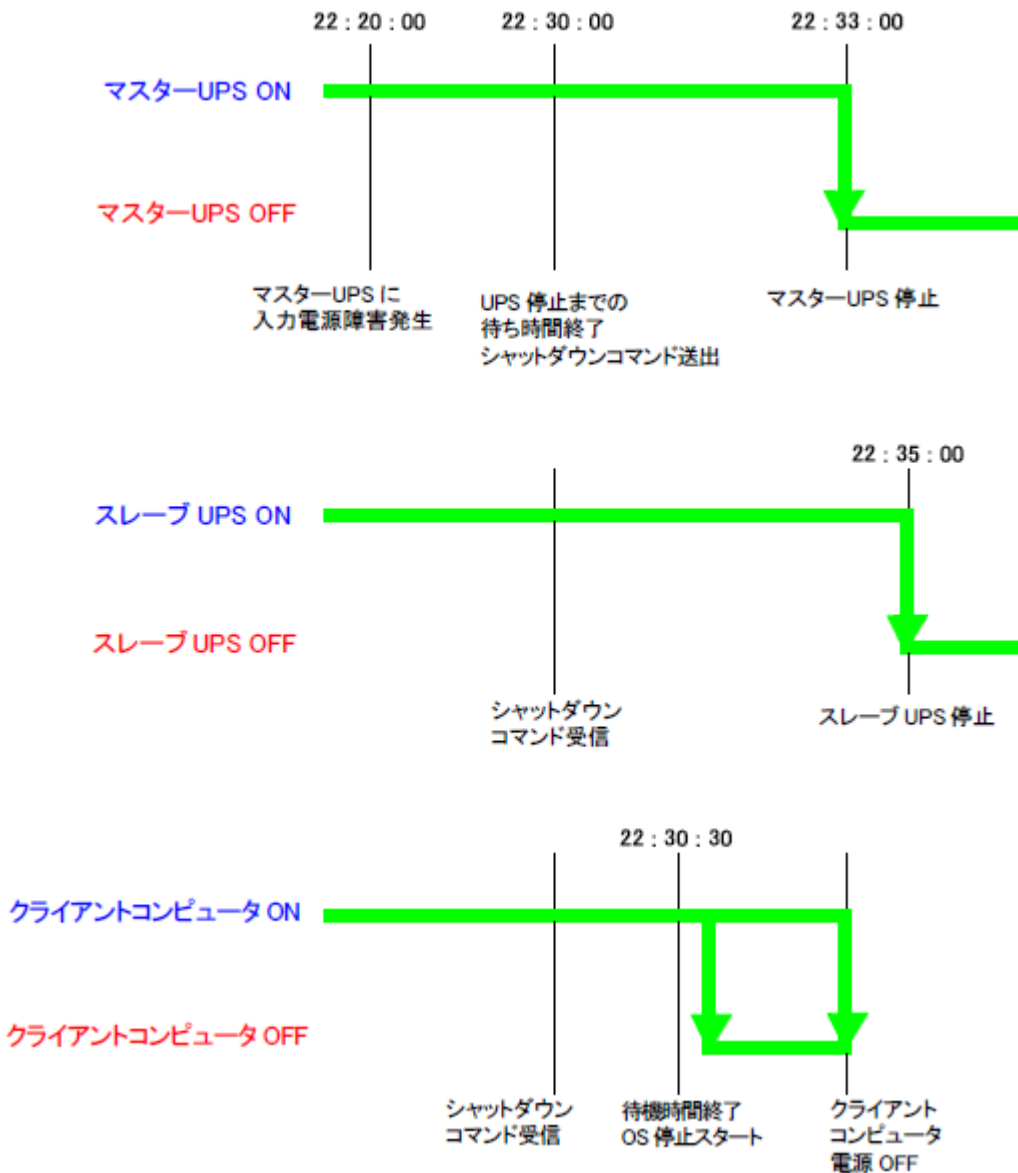 22：20：00
22：30：00
22：33：00
マスターUPS ON
マスターUPS OFF
マスターUPS に
入力電源障害発生
UPS 停止までの
待ち時間終了
シャットダウンコマンド送出
マスターUPS 停止
22：35：00
スレーブ UPS ON
スレーブ UPS OFF
シャットダウン
コマンド受信
スレーブ UPS 停止
22：30：30
クライアントコンピュータ ON
クライアントコンピュータ OFF
シャットダウン
コマンド受信
待機時間終了
OS 停止スタート
クライアント
コンピュータ
電源 OFF